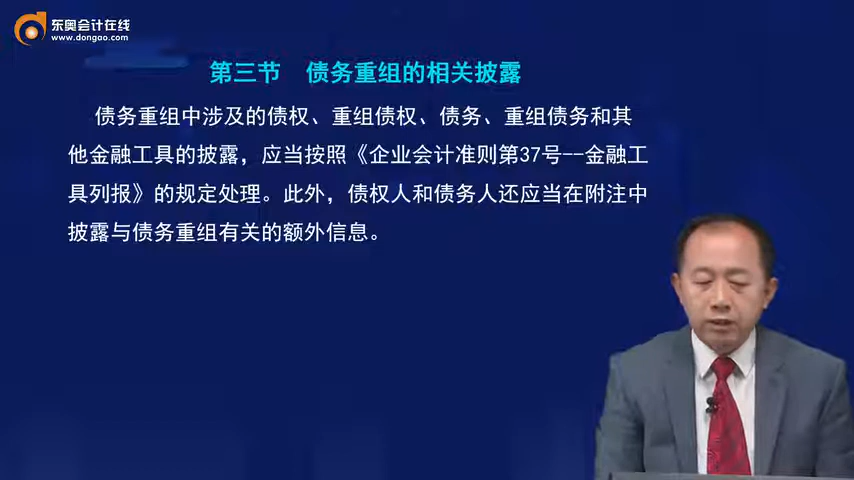 东奥会计在线
www.dongao.com
第三节 债务重组的相关披露
债务重组中涉及的债权、重组债权、债务、重组债务和其
他金融工具的披露，应当按照《企业会计准则第37号--金融工
具列报》的规定处理。此外，债权人和债务人还应当在附注中
披露与债务重组有关的额外信息。